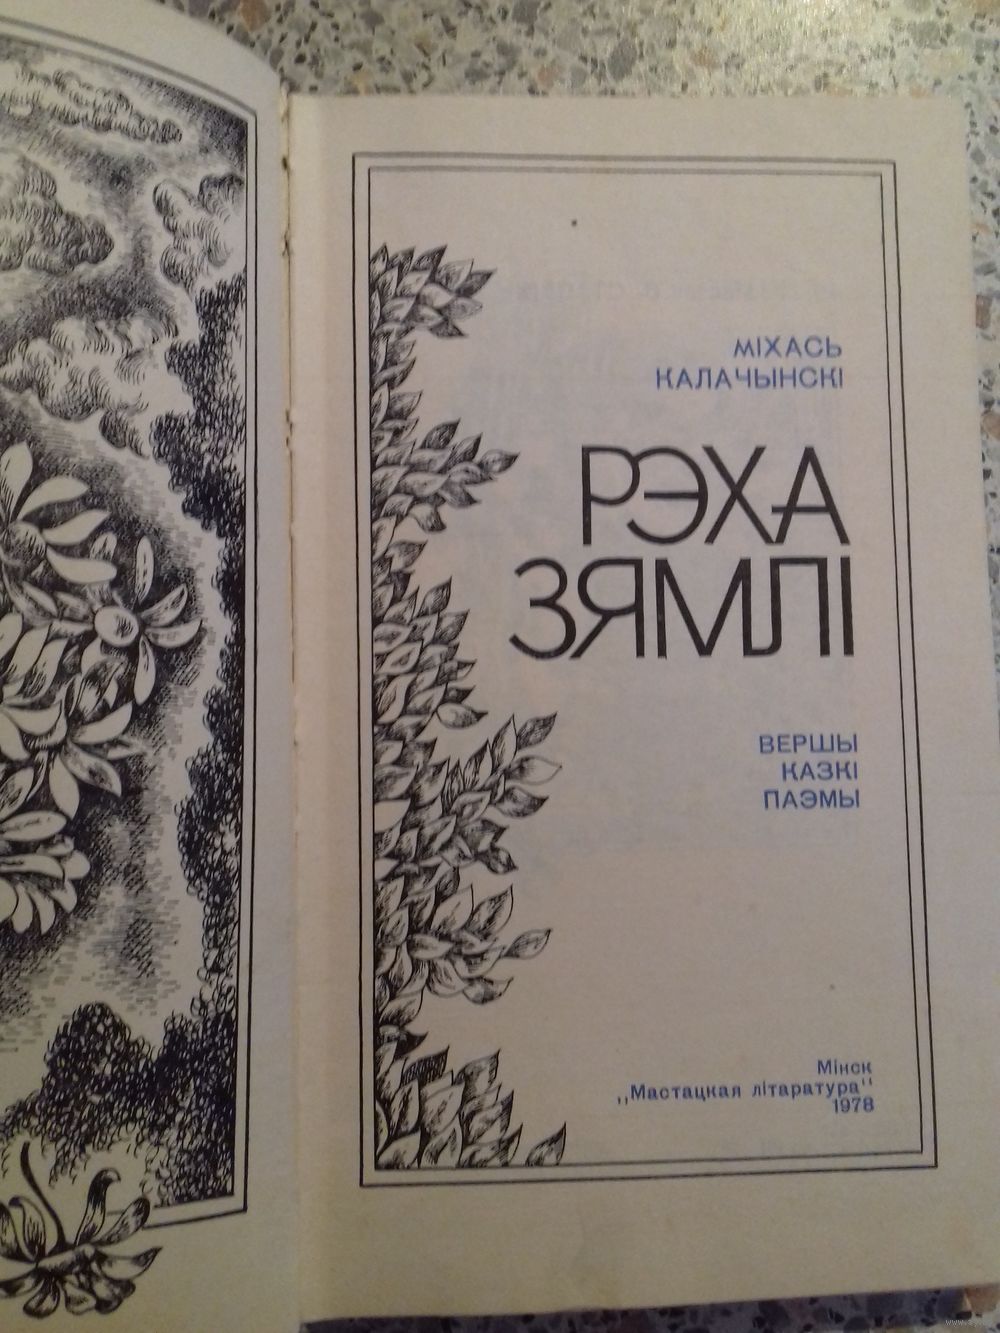 МІХАСЬ
КАЛАЧЫНСКІ
РЭХА
ЗЯМЛІ
ВЕРШЫ
КАЗКІ
ПАЭМЫ
Мінск
,,Мастацкая літаратура"
1978